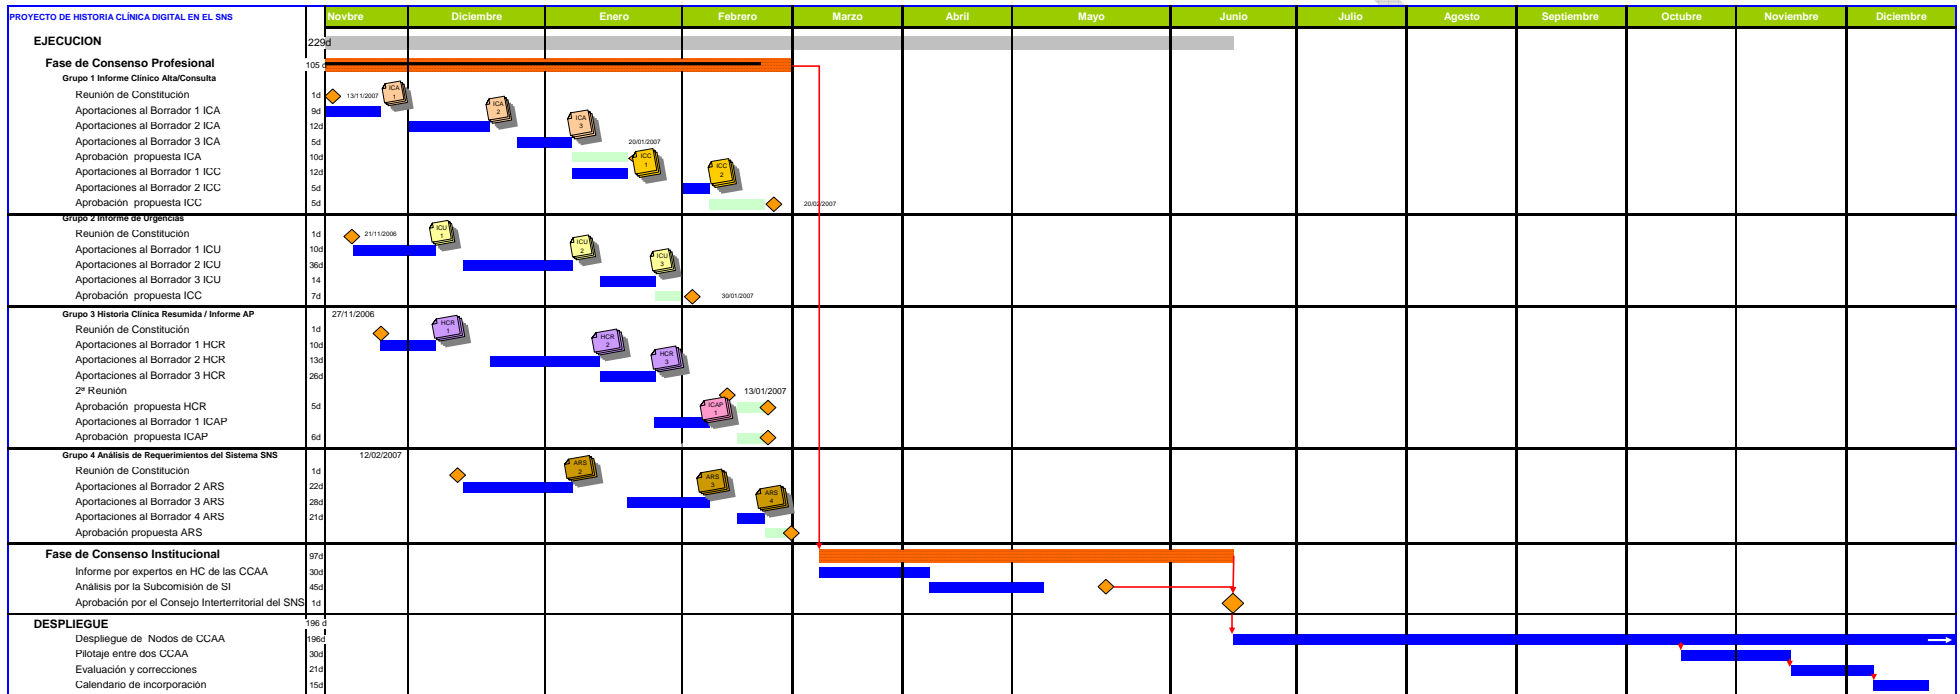 PROYECTO DE HISTORIA CLÍNICA DIGITAL EN EL SNS Novbre Diciembre Enero Febrero Marzo Abril Mayo Junio Julio Agosto Septiembre Octubre Noviembre Diciembre
EJECUCION 229d
Fase de Consenso Profesional 105 d
Grupo 1 Informe Clínico Alta/Consulta
Reunión de Constitución 1d 13/11/2007 ICA 1
Aportaciones al Borrador 1 ICA 9d ICA 2
Aportaciones al Borrador 2 ICA 12d ICA 3
Aportaciones al Borrador 3 ICA 5d 20/01/2007
Aprobación propuesta ICA 10d ICC 1
Aportaciones al Borrador 1 ICC 12d ICC 2
Aportaciones al Borrador 2 ICC 5d
Aprobación propuesta ICC 5d 20/02/2007
Grupo 2 Informe de Urgencias
Reunión de Constitución 1d 21/11/2006 ICU 1
Aportaciones al Borrador 1 ICU 10d ICU 2
Aportaciones al Borrador 2 ICU 36d ICU 3
Aportaciones al Borrador 3 ICU 14
Aprobación propuesta ICC 7d 30/01/2007
Grupo 3 Historia Clínica Resumida / Informe AP 27/11/2006
Reunión de Constitución 1d HCR 1
Aportaciones al Borrador 1 HCR 10d HCR 2
Aportaciones al Borrador 2 HCR 13d HCR 3
Aportaciones al Borrador 3 HCR 26d
2ª Reunión 13/01/2007
Aprobación propuesta HCR 5d ICAP 1
Aportaciones al Borrador 1 ICAP
Aprobación propuesta ICAP 6d
Grupo 4 Análisis de Requerimientos del Sistema SNS 12/02/2007
Reunión de Constitución 1d ARS 2
Aportaciones al Borrador 2 ARS 22d ARS 3
Aportaciones al Borrador 3 ARS 28d ARS 4
Aportaciones al Borrador 4 ARS 21d
Aprobación propuesta ARS
Fase de Consenso Institucional 97d
Informe por expertos en HC de las CCAA 30d
Análisis por la Subcomisión de SI 45d
Aprobación por el Consejo Interterritorial del SNS 1d
DESPLIEGUE 196 d
Despliegue de Nodos de CCAA 196d
Pilotaje entre dos CCAA 30d
Evaluación y correcciones 21d
Calendario de incorporación 15d